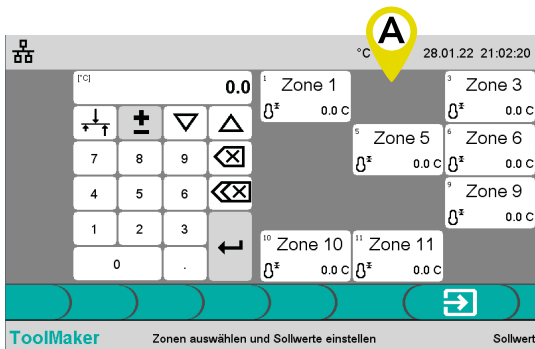 A
°C 28.01.22 21:02:20
[°C] 0.0
7 8 9
4 5 6
1 2 3
0 .
1 Zone 1
0.0 C
3 Zone 3
0.0 C
5 Zone 5
0.0 C
6 Zone 6
0.0 C
9 Zone 9
0.0 C
10 Zone 10
0.0 C
11 Zone 11
0.0 C
ToolMaker Zonen auswählen und Sollwerte einstellen Sollwert